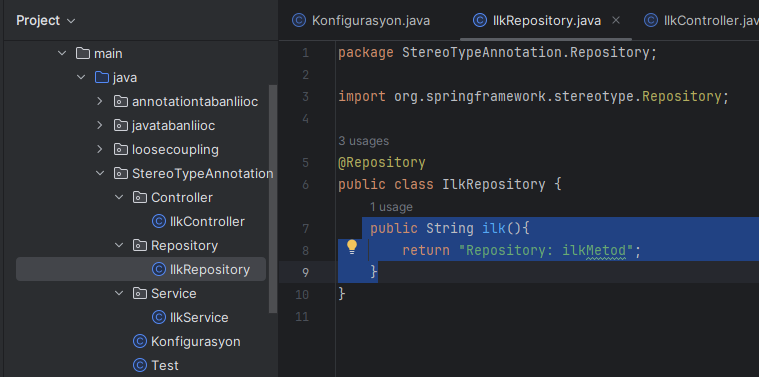 Project
Konfigurasyon.java
IlkRepository.java
IlkController.jav
main
java
annotationtabanliioc
javatabanliioc
loosecoupling
StereoTypeAnnotation
Controller
IlkController
Repository
IlkRepository
Service
IlkService
Konfigurasyon
Test
1 package StereoTypeAnnotation.Repository;
2
3 import org.springframework.stereotype.Repository;
4
3 usages
5 @Repository
6 public class IlkRepository {
1 usage
7 public String ilk(){
8 return "Repository: ilkMetod";
9 }
10 }
11